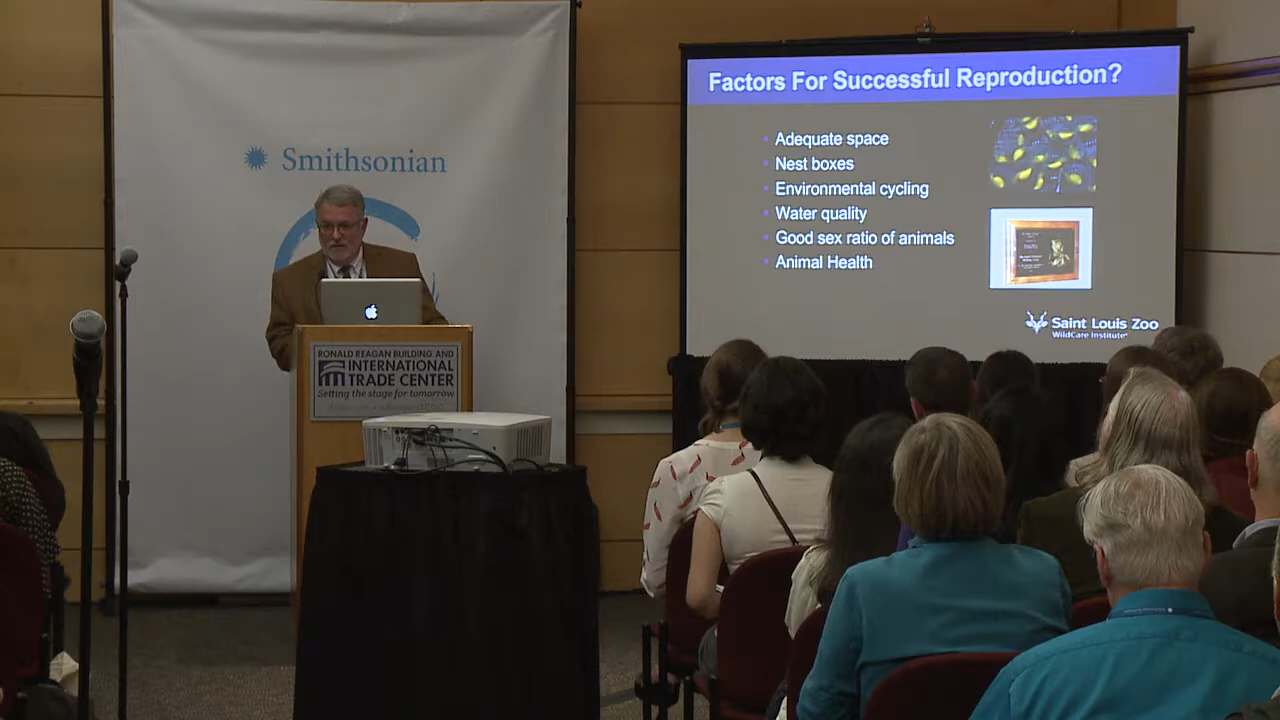 Smithsonian
RONALD REAGAN BUILDING AND
INTERNATIONAL
TRADE CENTER
Setting the stage for tomorrow
Factors For Successful Reproduction?
Adequate space
Nest boxes
Environmental cycling
Water quality
Good sex ratio of animals
Animal Health
Saint Louis Zoo
WildCare Institute